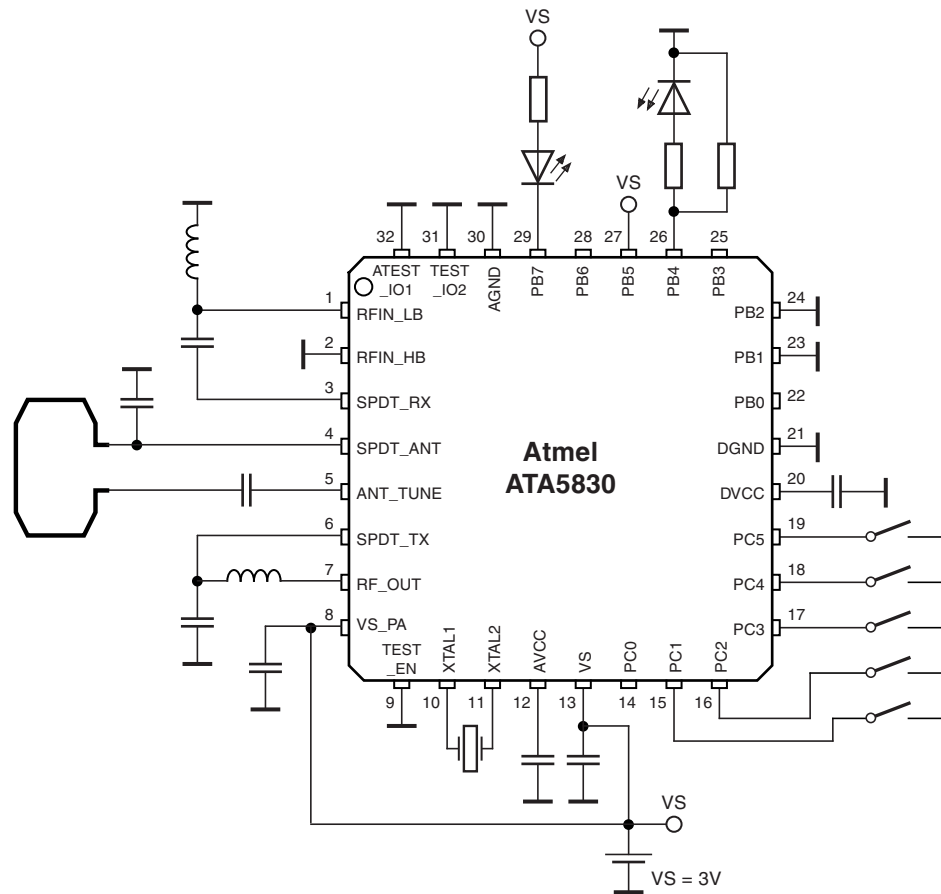 VS
VS
32
31
30
29
28
27
26
25
ATEST
_IO1
TEST
_IO2
AGND
PB7
PB6
PB5
PB4
PB3
1
RFIN_LB
2
RFIN_HB
3
SPDT_RX
4
SPDT_ANT
5
ANT_TUNE
6
SPDT_TX
7
RF_OUT
8
VS_PA
Atmel
ATA5830
24
PB2
23
PB1
22
PB0
21
DGND
20
DVCC
19
PC5
18
PC4
17
PC3
TEST
_EN
XTAL1
XTAL2
AVCC
VS
PC0
PC1
PC2
9
10
11
12
13
14
15
16
VS
VS = 3V